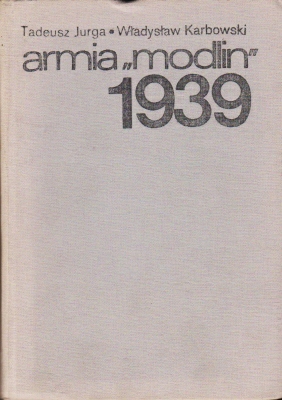 Tadeusz Jurga • Władysław Karbowski
armia „modlin"
1939